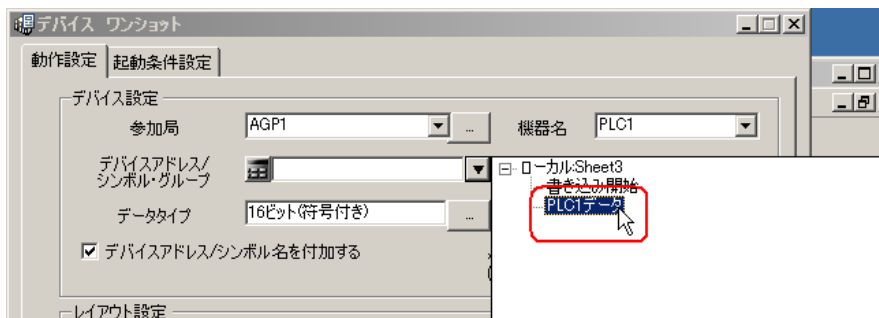 デバイス ワンショット
動作設定 起動条件設定
デバイス設定
参加局 AGP1 ... 機器名 PLC1
デバイスアドレス/
シンボル・グループ
ローカル:Sheet3
書き込み開始
PLC1データ
データタイプ 16ビット(符号付き) ...
デバイスアドレス/シンボル名を付加する
レイアウト設定